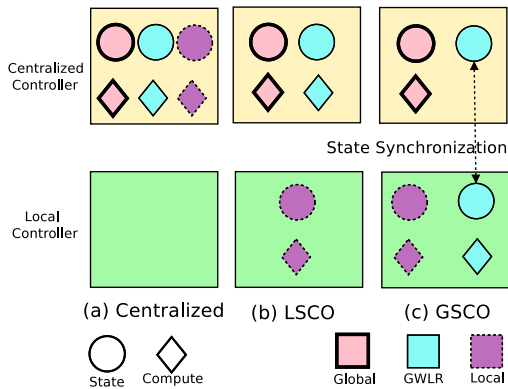 Centralized
Controller
State Synchronization
Local
Controller
(a) Centralized
(b) LSCO
(c) GSCO
State
Compute
Global
GWLR
Local